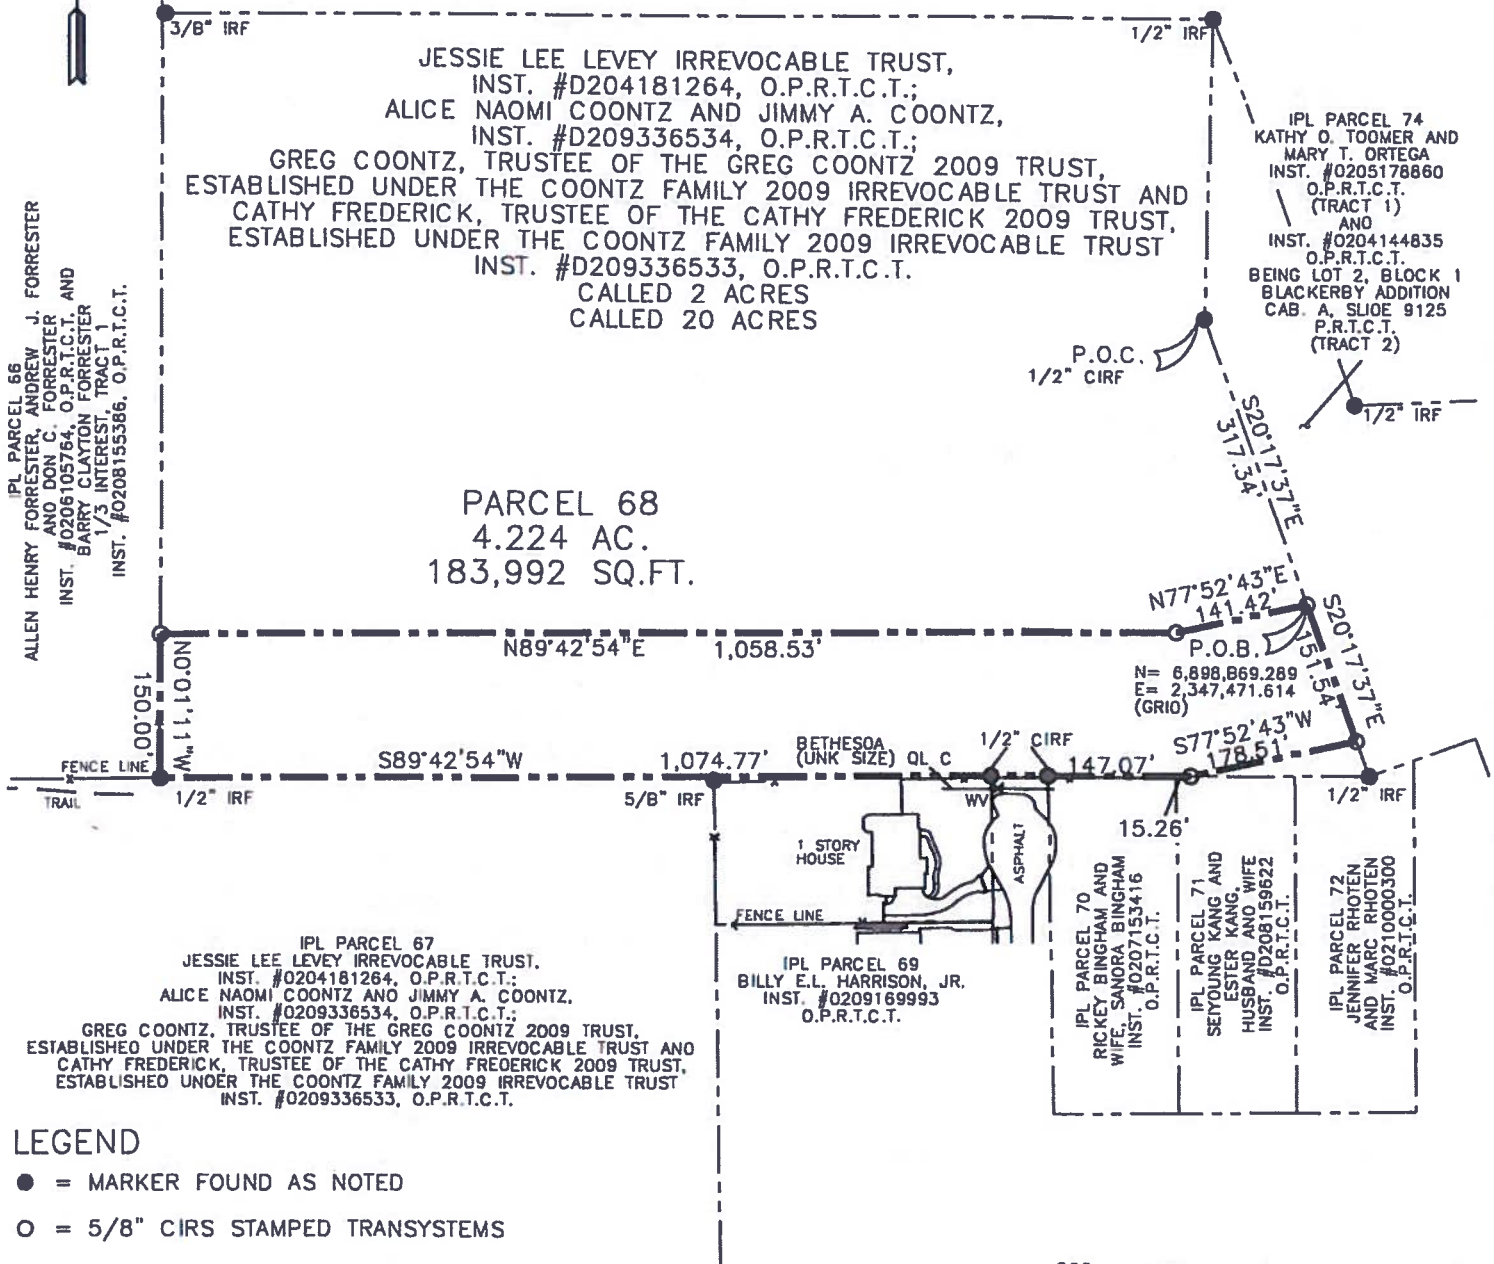 3/8" IRF
1/2" IRF
JESSIE LEE LEVEY IRREVOCABLE TRUST,
INST. #D204181264, O.P.R.T.C.T.;
ALICE NAOMI COONTZ AND JIMMY A. COONTZ,
INST. #D209336534, O.P.R.T.C.T.;
GREG COONTZ, TRUSTEE OF THE GREG COONTZ 2009 TRUST,
ESTABLISHED UNDER THE COONTZ FAMILY 2009 IRREVOCABLE TRUST AND
CATHY FREDERICK, TRUSTEE OF THE CATHY FREDERICK 2009 TRUST,
ESTABLISHED UNDER THE COONTZ FAMILY 2009 IRREVOCABLE TRUST
INST. #D209336533, O.P.R.T.C.T.
CALLED 2 ACRES
CALLED 20 ACRES
IPL PARCEL 74
KATHY O. TOOMER AND
MARY T. ORTEGA
INST. #0205178860
O.P.R.T.C.T.
(TRACT 1)
AND
INST. #0204144835
O.P.R.T.C.T.
BEING LOT 2, BLOCK 1
BLACKERBY ADDITION
CAB. A, SLIOE 9125
P.R.T.C.T.
(TRACT 2)
IPL PARCEL 66
ALLEN HENRY FORRESTER, ANDREW J. FORRESTER
ANO DON C. FORRESTER
INST. #0206105764, O.P.R.T.C.T. AND
BARRY CLAYTON FORRESTER
1/3 INTEREST, TRACT 1
INST. #0208155386. O.P.R.T.C.T.
P.O.C.
1/2" CIRF
1/2" IRF
S20°17'37"E
317.34'
PARCEL 68
4.224 AC.
183,992 SQ.FT.
N77°52'43"E
141.42'
N89°42'54"E 1,058.53'
P.O.B.
N= 6,898,B69.289
E= 2,347,471.614
(GRIO)
S20°17'37"E
151.54'
N0°01'11"W
150.00'
S77°52'43"W
178.51'
FENCE LINE
TRAIL
1/2" IRF
S89°42'54"W 1,074.77'
5/8" IRF
BETHESOA
(UNK SIZE) QL C
1/2" CIRF
147.07'
WV
15.26'
1/2" IRF
1 STORY
HOUSE
ASPHALT
FENCE LINE
IPL PARCEL 67
JESSIE LEE LEVEY IRREVOCABLE TRUST.
INST. #0204181264, O.P.R.T.C.T.;
ALICE NAOMI COONTZ AND JIMMY A. COONTZ,
INST. #0209336534, O.P.R.T.C.T.;
GREG COONTZ, TRUSTEE OF THE GREG COONTZ 2009 TRUST,
ESTABLISHEO UNDER THE COONTZ FAMILY 2009 IRREVOCABLE TRUST ANO
CATHY FREDERICK, TRUSTEE OF THE CATHY FREOERICK 2009 TRUST,
ESTABLISHEO UNOER THE COONTZ FAMILY 2009 IRREVOCABLE TRUST
INST. #0209336533, O.P.R.T.C.T.
IPL PARCEL 69
BILLY E.L. HARRISON, JR.
INST. #0209169993
O.P.R.T.C.T.
IPL PARCEL 70
RICKEY BINGHAM AND
WIFE, SANORA BINGHAM
INST. #0207153416
O.P.R.T.C.T.
IPL PARCEL 71
SEIYOUNG KANG AND
ESTER KANG,
HUSBAND ANO WIFE
INST. #D208159622
O.P.R.T.C.T.
IPL PARCEL 72
JENNIFER RHOTEN
AND MARC RHOTEN
INST. #0210000300
O.P.R.T.C.T.
LEGEND
● = MARKER FOUND AS NOTED
O = 5/8" CIRS STAMPED TRANSYSTEMS